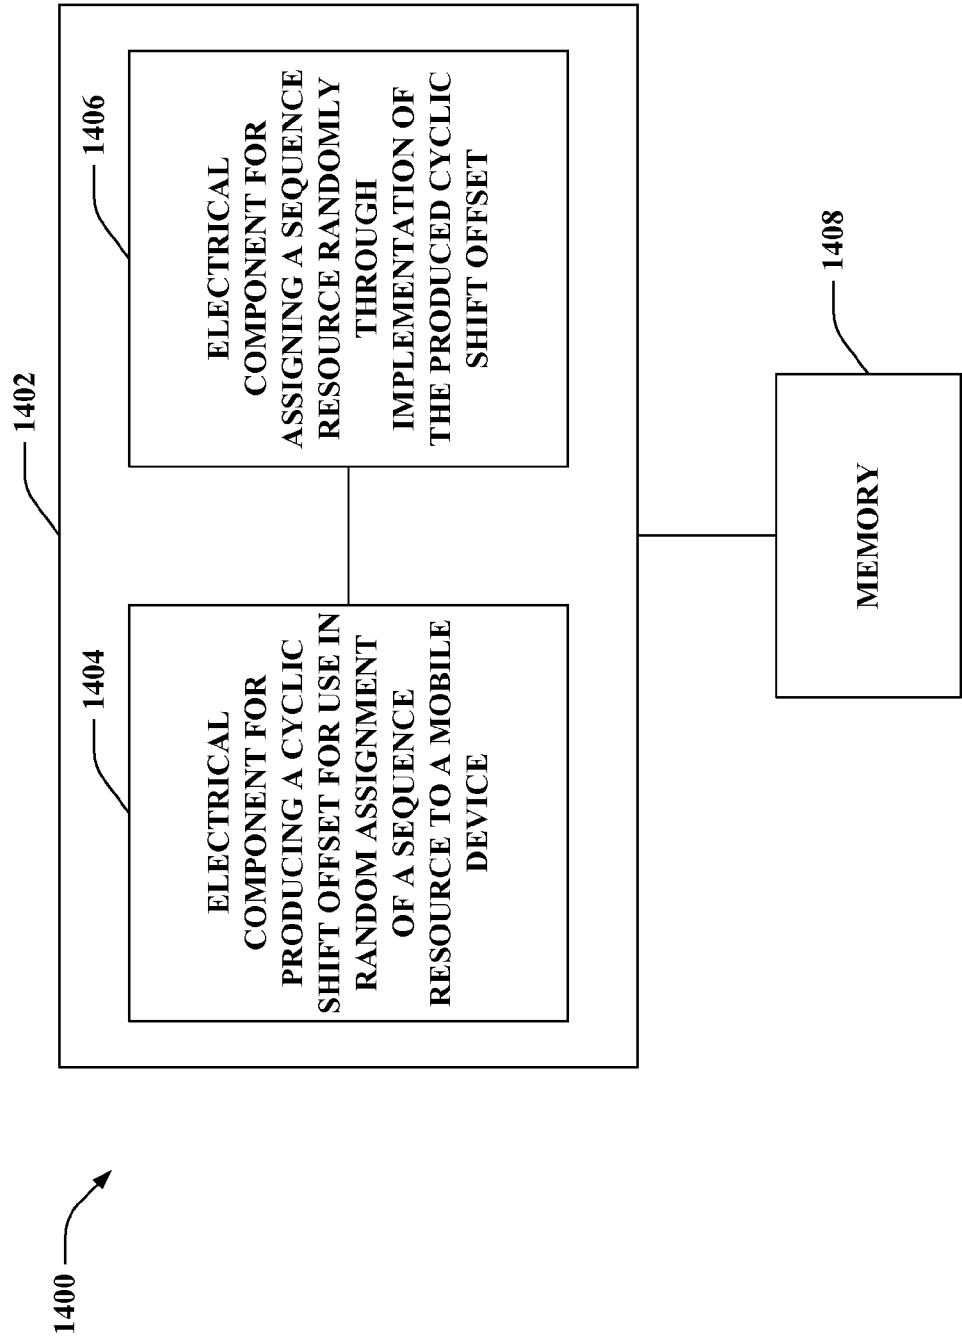 1400
1402
1404
ELECTRICAL
COMPONENT FOR
PRODUCING A CYCLIC
SHIFT OFFSET FOR USE IN
RANDOM ASSIGNMENT
OF A SEQUENCE
RESOURCE TO A MOBILE
DEVICE
1406
ELECTRICAL
COMPONENT FOR
ASSIGNING A SEQUENCE
RESOURCE RANDOMLY
THROUGH
IMPLEMENTATION OF
THE PRODUCED CYCLIC
SHIFT OFFSET
1408
MEMORY